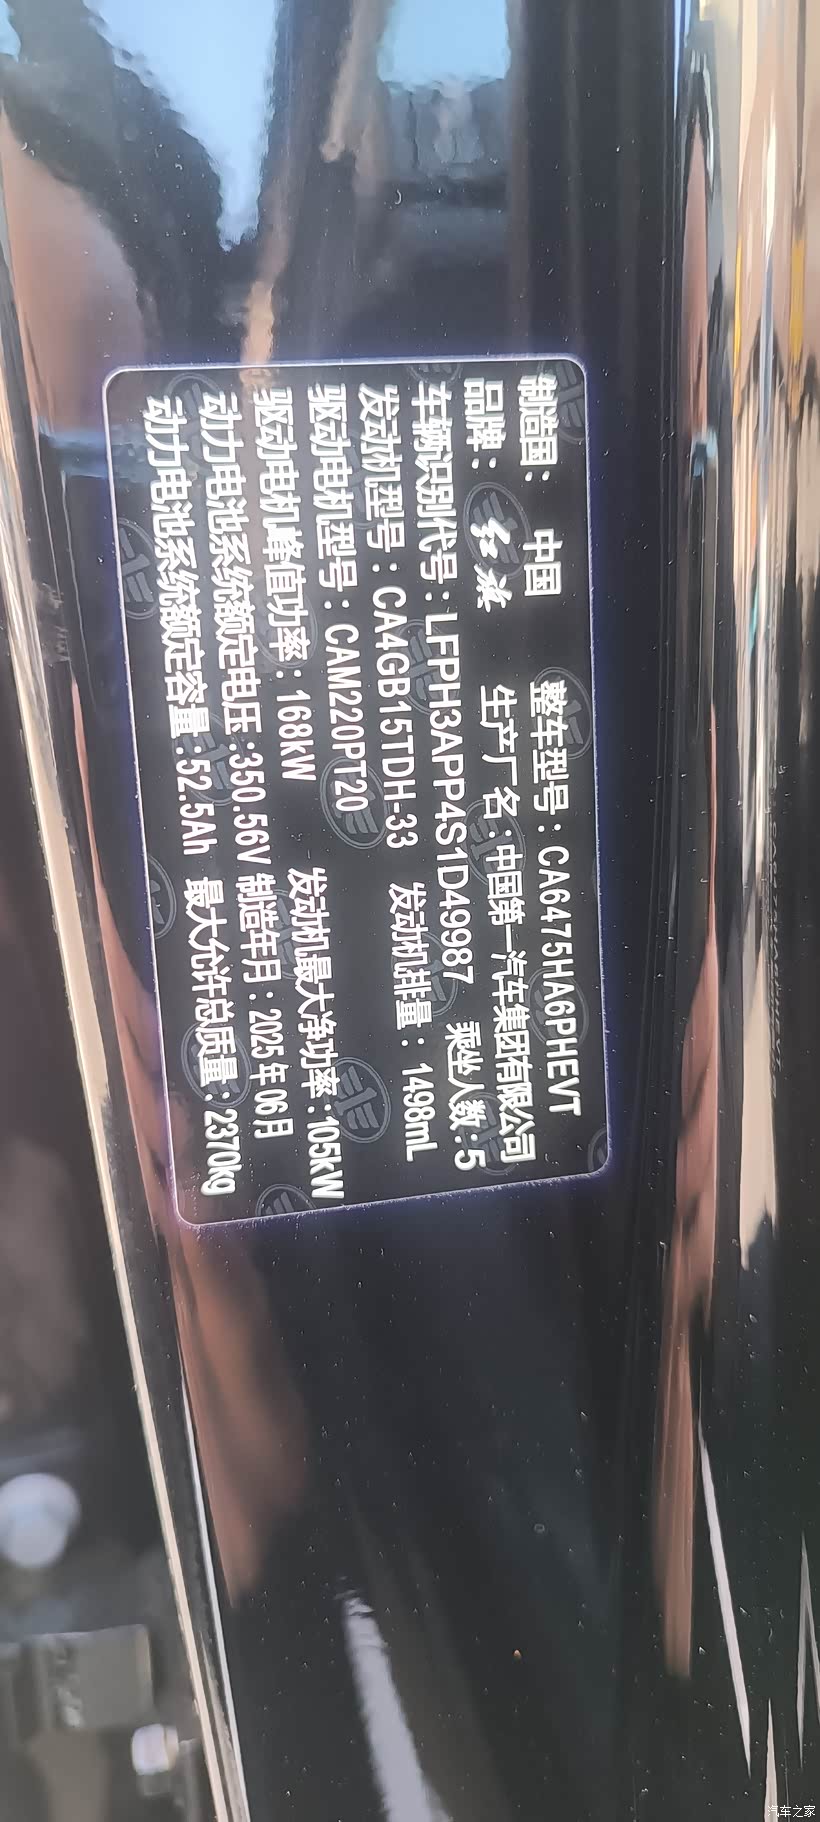 制造国： 中国 整车型号：CA6475HA6PHEVT
品牌： 红旗 生产厂名：中国第一汽车集团有限公司
车辆识别代号：LFPH3APP4S1D49987 乘坐人数：5
发动机型号：CA4GB15TDH-33 发动机排量：1498mL
驱动电机型号：CAM220PT20 发动机最大净功率：105kW
驱动电机峰值功率：168kW 制造年月：2025年06月
动力电池系统额定电压：350.56V 最大允许总质量：2370kg
动力电池系统额定容量：52.5Ah
汽车之家